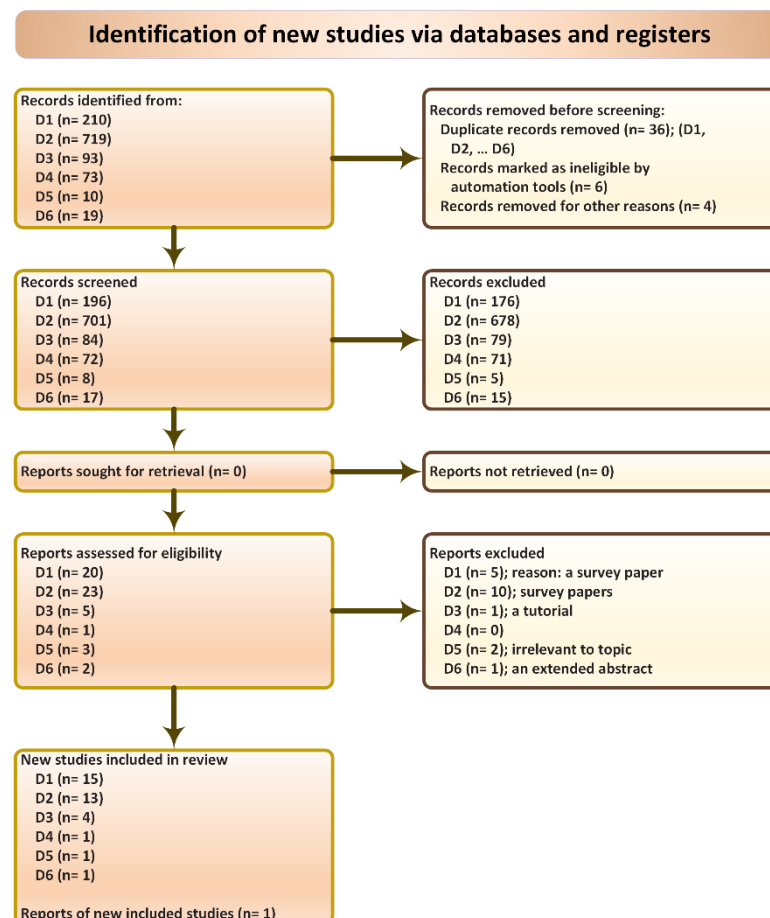 Identification of new studies via databases and registers
Records identified from:
D1 (n= 210)
D2 (n= 719)
D3 (n= 93)
D4 (n= 73)
D5 (n= 10)
D6 (n= 19)
Records removed before screening:
Duplicate records removed (n= 36); (D1,
D2, ... D6)
Records marked as ineligible by
automation tools (n= 6)
Records removed for other reasons (n= 4)
Records screened
D1 (n= 196)
D2 (n= 701)
D3 (n= 84)
D4 (n= 72)
D5 (n= 8)
D6 (n= 17)
Records excluded
D1 (n= 176)
D2 (n= 678)
D3 (n= 79)
D4 (n= 71)
D5 (n= 5)
D6 (n= 15)
Reports sought for retrieval (n= 0)
Reports not retrieved (n= 0)
Reports assessed for eligibility
D1 (n= 20)
D2 (n= 23)
D3 (n= 5)
D4 (n= 1)
D5 (n= 3)
D6 (n= 2)
Reports excluded
D1 (n= 5); reason: a survey paper
D2 (n= 10); survey papers
D3 (n= 1); a tutorial
D4 (n= 0)
D5 (n= 2); irrelevant to topic
D6 (n= 1); an extended abstract
New studies included in review
D1 (n= 15)
D2 (n= 13)
D3 (n= 4)
D4 (n= 1)
D5 (n= 1)
D6 (n= 1)
Reports of new included studies (n= 1)